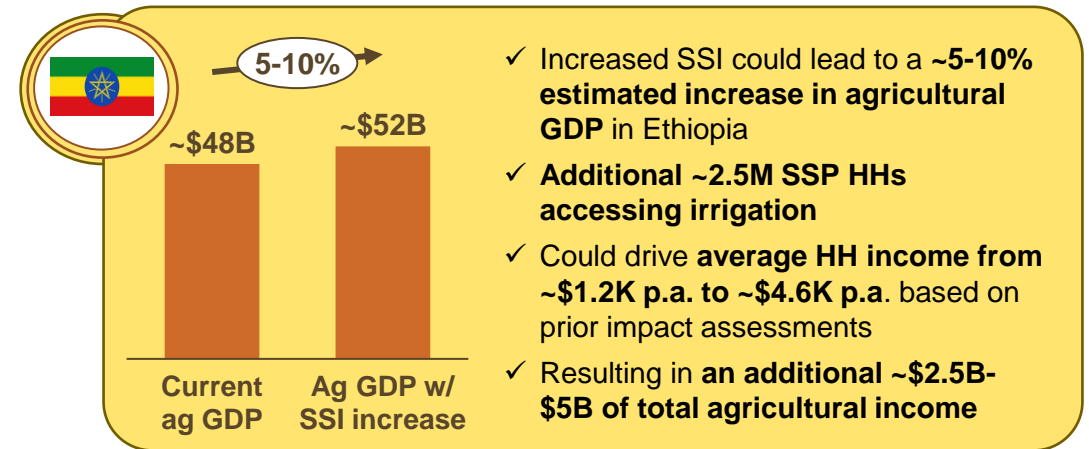 5-10%
~$48B
~$52B
Current
ag GDP
Ag GDP w/
SSI increase
✓ Increased SSI could lead to a ~5-10%
estimated increase in agricultural
GDP in Ethiopia
✓ Additional ~2.5M SSP HHs
accessing irrigation
✓ Could drive average HH income from
~$1.2K p.a. to ~$4.6K p.a. based on
prior impact assessments
✓ Resulting in an additional ~$2.5B-
$5B of total agricultural income